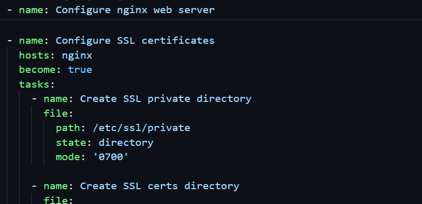 - name: Configure nginx web server
- name: Configure SSL certificates
  hosts: nginx
  become: true
  tasks:
    - name: Create SSL private directory
      file:
        path: /etc/ssl/private
        state: directory
        mode: '0700'
    - name: Create SSL certs directory
      file: